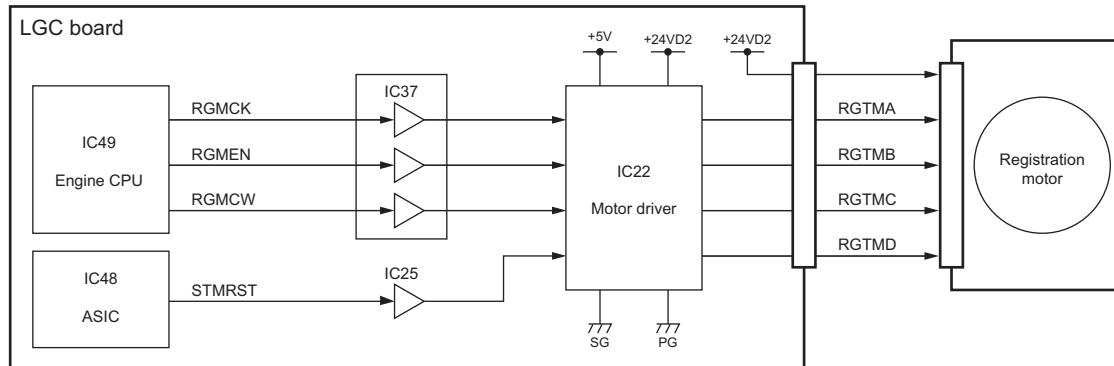 LGC board
+5V
+24VD2
+24VD2
IC37
RGMCK
RGTMA
IC49
Engine CPU
RGMEN
RGTMB
IC22
Motor driver
Registration
motor
RGMCW
RGTMC
IC48
ASIC
STMRST
IC25
RGTMD
SG
PG